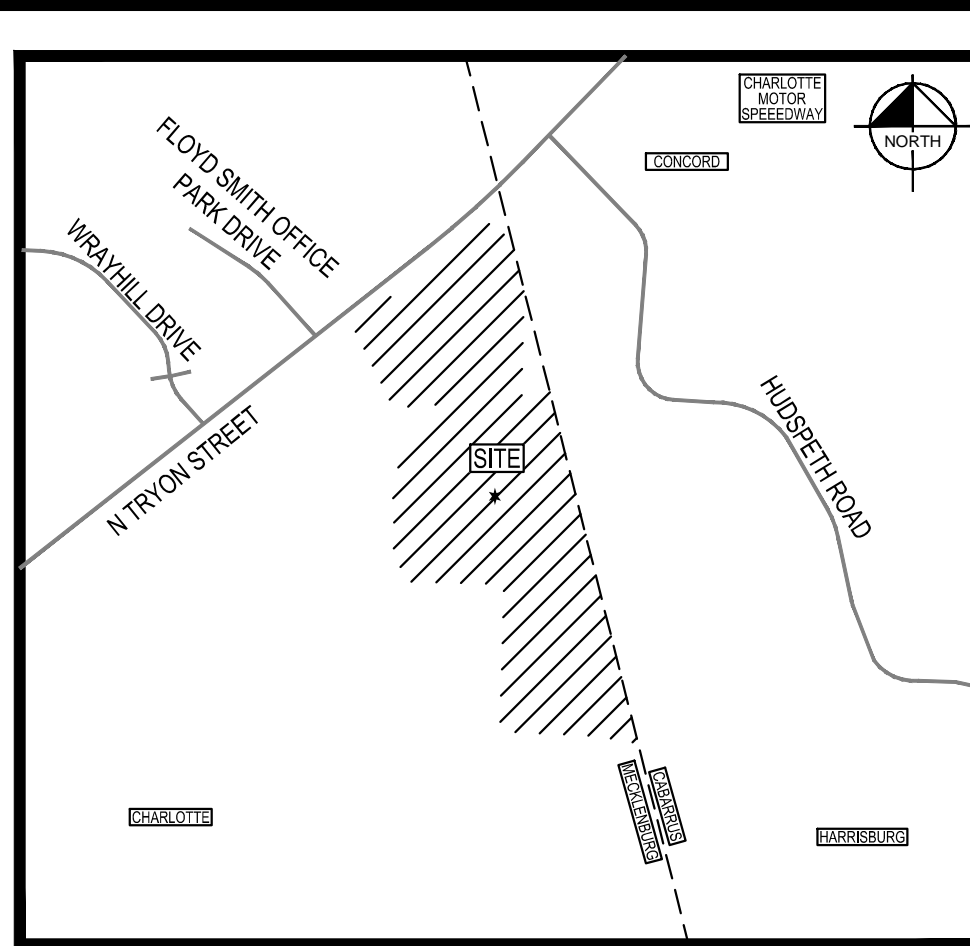 CHARLOTTE
MOTOR
SPEEEDWAY
NORTH
CONCORD
FLOYD SMITH OFFICE
PARK DRIVE
WRAYHILL DRIVE
N TRYON STREET
HUDSPETH ROAD
SITE
MECKLENBURG
CABARRUS
CHARLOTTE
HARRISBURG